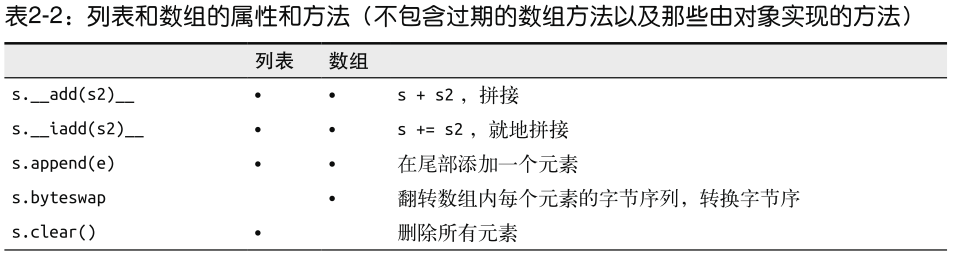 表2-2：列表和数组的属性和方法（不包含过期的数组方法以及那些由对象实现的方法）
列表 数组
s.__add(s2)__ • • s + s2，拼接
s.__iadd(s2)__ • • s += s2，就地拼接
s.append(e) • • 在尾部添加一个元素
s.byteswap • 翻转数组内每个元素的字节序列，转换字节序
s.clear() • 删除所有元素